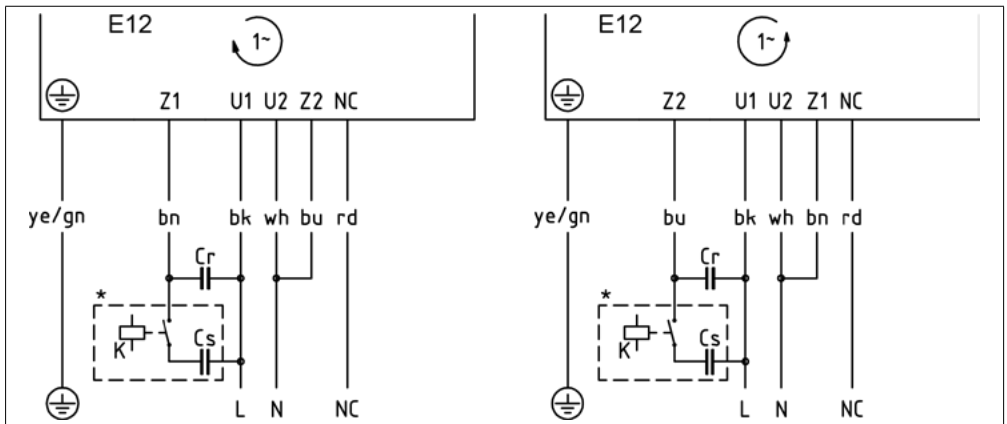 E12
1~
Z1 U1 U2 Z2 NC
ye/gn bn bk wh bu rd
Cr
*
K Cs
L N NC
E12
1~
Z2 U1 U2 Z1 NC
ye/gn bu bk wh bn rd
Cr
*
K Cs
L N NC